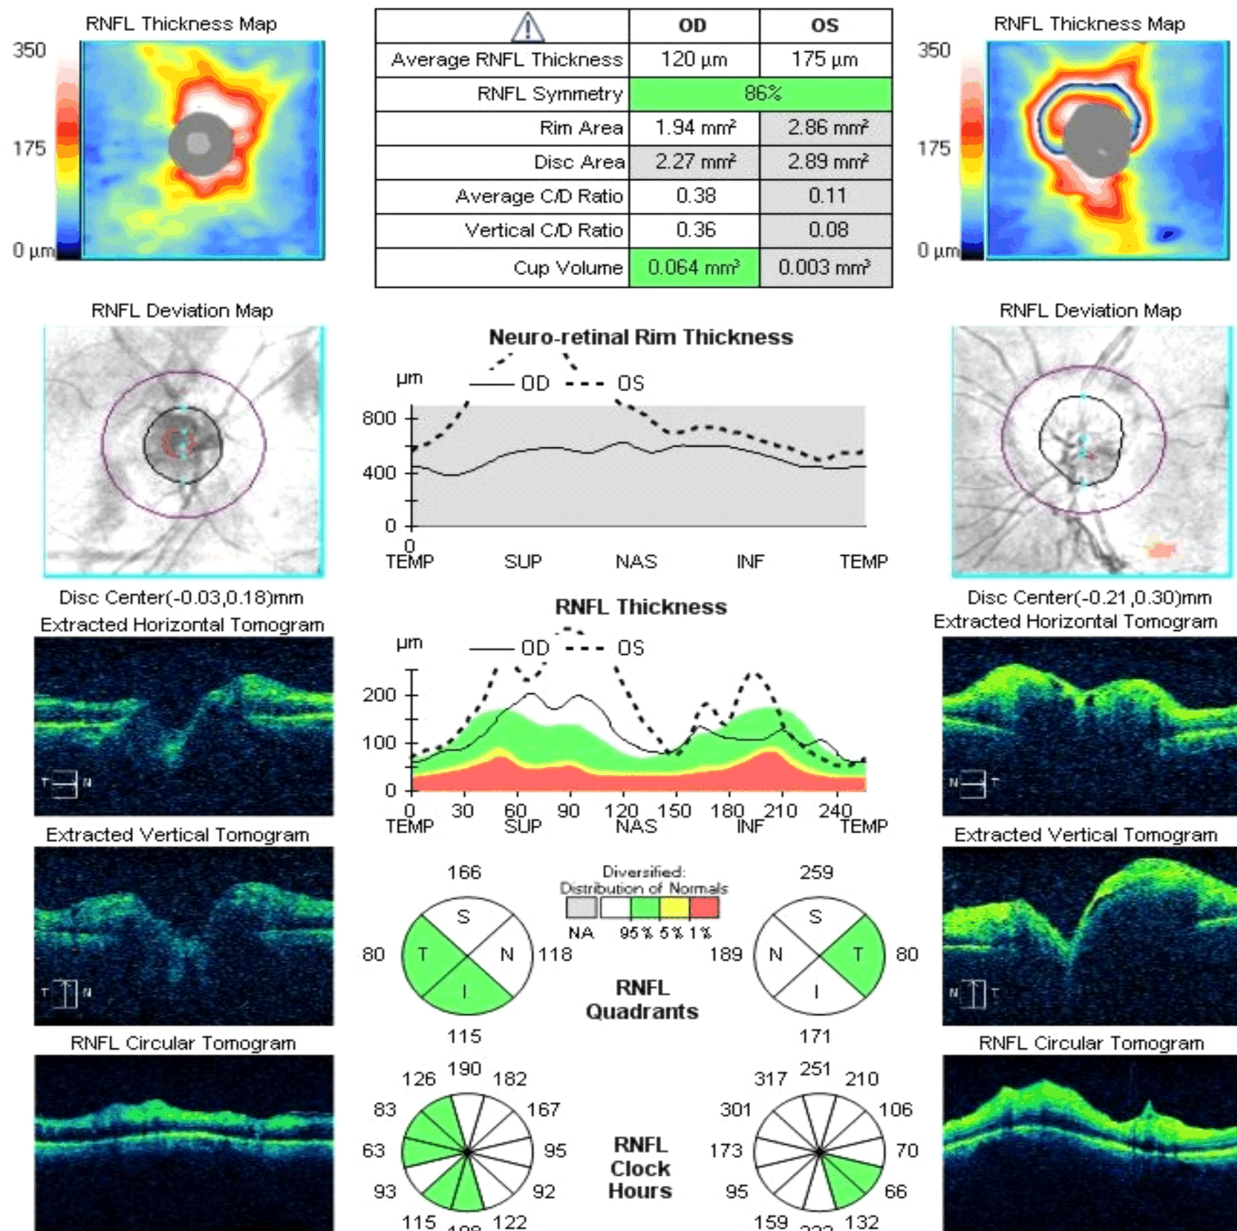 RNFL Thickness Map
350
175
0 µm
OD OS
Average RNFL Thickness 120 µm 175 µm
RNFL Symmetry 86%
Rim Area 1.94 mm² 2.86 mm²
Disc Area 2.27 mm² 2.89 mm²
Average C/D Ratio 0.38 0.11
Vertical C/D Ratio 0.36 0.08
Cup Volume 0.064 mm³ 0.003 mm³
RNFL Thickness Map
350
175
0 µm
RNFL Deviation Map
Disc Center(-0.03,0.18)mm
Extracted Horizontal Tomogram
T N
Extracted Vertical Tomogram
T N
RNFL Circular Tomogram
Neuro-retinal Rim Thickness
µm OD OS
800
400
0
0
TEMP SUP NAS INF TEMP
RNFL Thickness
µm OD OS
200
100
0
0 30 60 90 120 150 180 210 240
TEMP SUP NAS INF TEMP
Diversified:
Distribution of Normals
NA 95% 5% 1%
166
S
80 T N 118
I
115
RNFL
Quadrants
259
S
189 N T 80
I
171
190
126 182
83 167
63 95
93 92
115 122
RNFL
Clock
Hours
251
317 210
301 106
173 70
95 66
159 132
RNFL Deviation Map
Disc Center(-0.21,0.30)mm
Extracted Horizontal Tomogram
N T
Extracted Vertical Tomogram
N T
RNFL Circular Tomogram